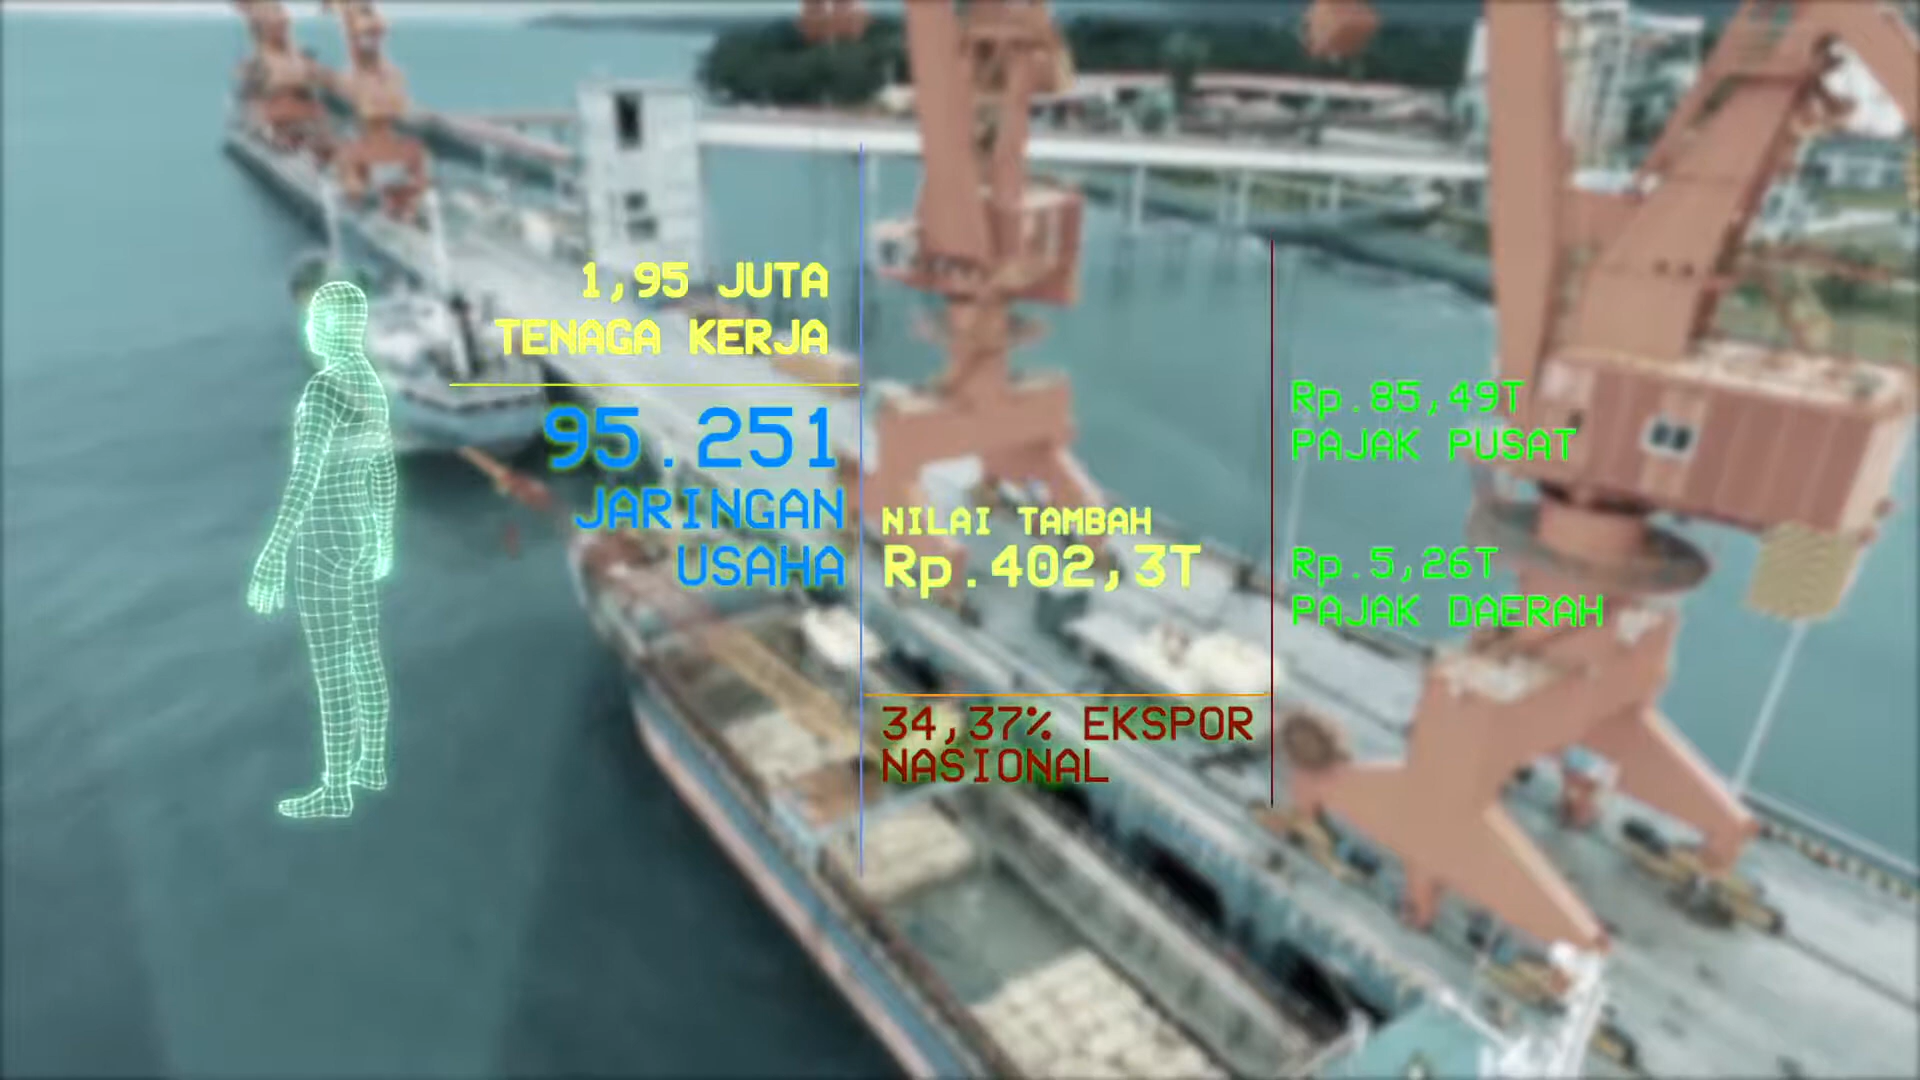 1,95 JUTA
TENAGA KERJA
95.251
JARINGAN
USAHA
NILAI TAMBAH
Rp.402,3T
34,37% EKSPOR
NASIONAL
Rp.85,49T
PAJAK PUSAT
Rp.5,26T
PAJAK DAERAH